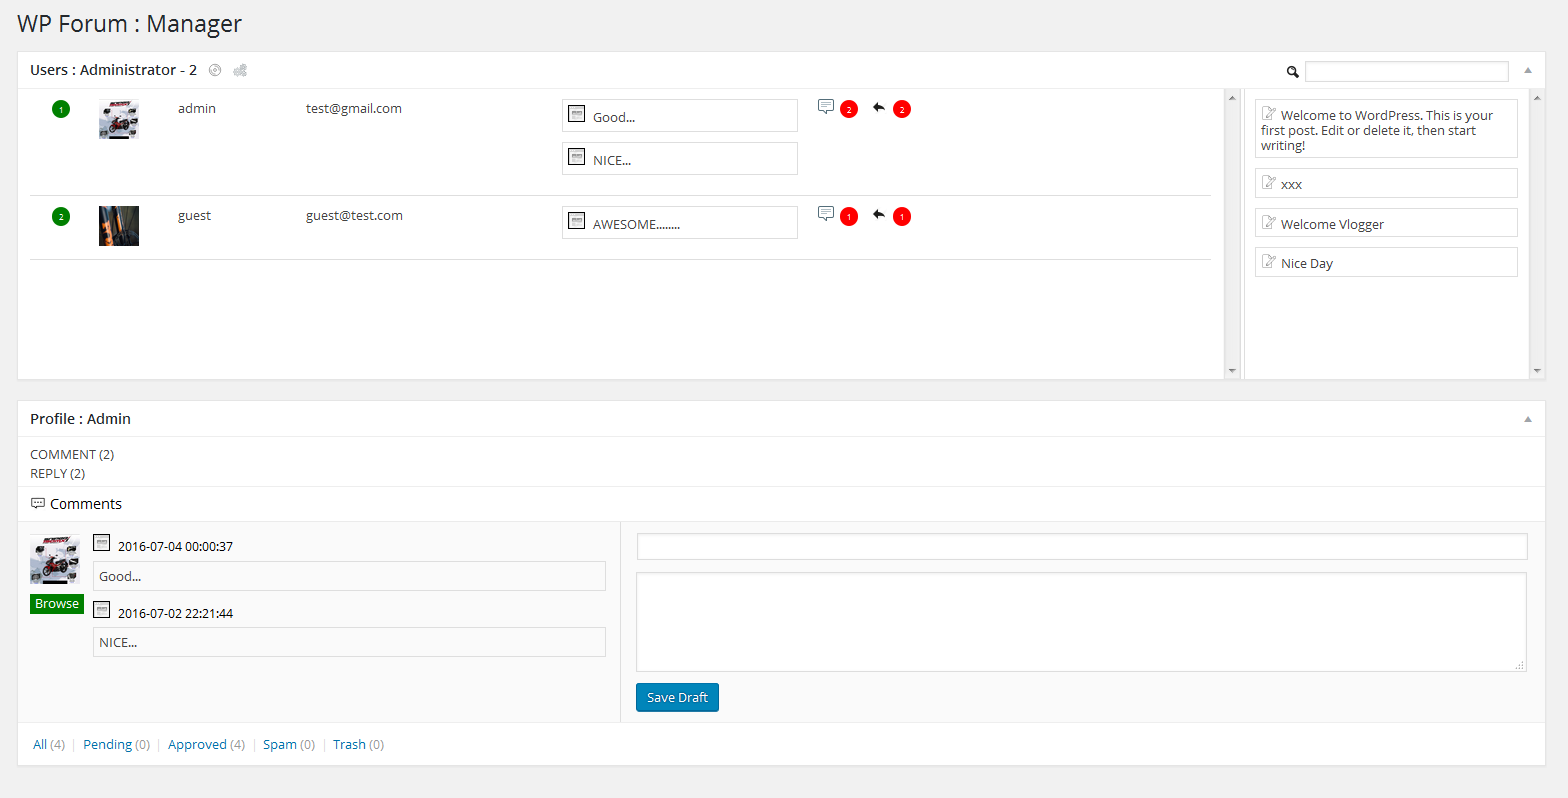 WP Forum : Manager
Users : Administrator - 2
1 admin test@gmail.com Good... 2 2
NICE...
2 guest guest@test.com AWESOME........ 1 1
Welcome to WordPress. This is your
first post. Edit or delete it, then start
writing!
xxx
Welcome Vlogger
Nice Day
Profile : Admin
COMMENT (2)
REPLY (2)
Comments
2016-07-04 00:00:37
Good...
Browse
2016-07-02 22:21:44
NICE...
Save Draft
All (4) | Pending (0) | Approved (4) | Spam (0) | Trash (0)